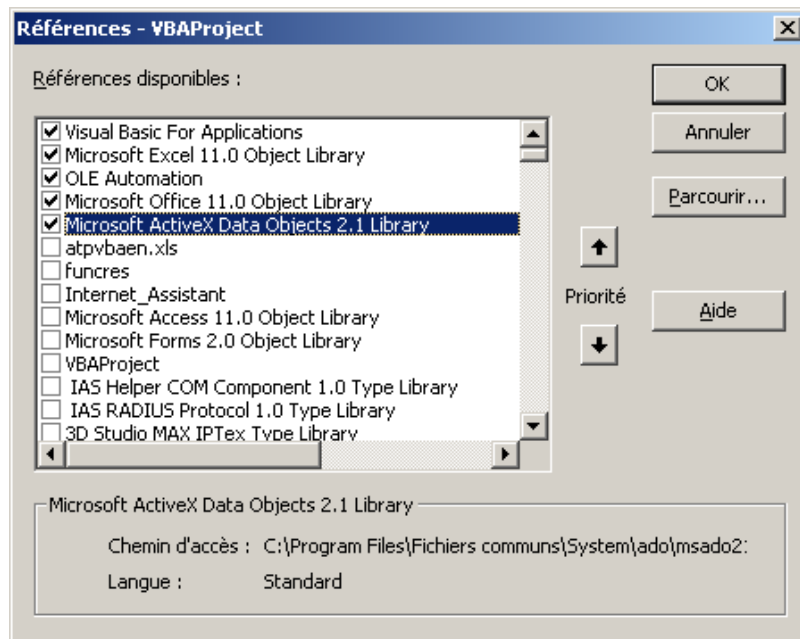 Références - VBAProject
Références disponibles :
OK
Annuler
Parcourir...
Priorité
Aide
Visual Basic For Applications
Microsoft Excel 11.0 Object Library
OLE Automation
Microsoft Office 11.0 Object Library
Microsoft ActiveX Data Objects 2.1 Library
atpvbaen.xls
funcres
Internet_Assistant
Microsoft Access 11.0 Object Library
Microsoft Forms 2.0 Object Library
VBAProject
IAS Helper COM Component 1.0 Type Library
IAS RADIUS Protocol 1.0 Type Library
3D Studio MAX IPTex Type Library
Microsoft ActiveX Data Objects 2.1 Library
Chemin d'accès : C:\Program Files\Fichiers communs\System\ado\msado2:
Langue : Standard